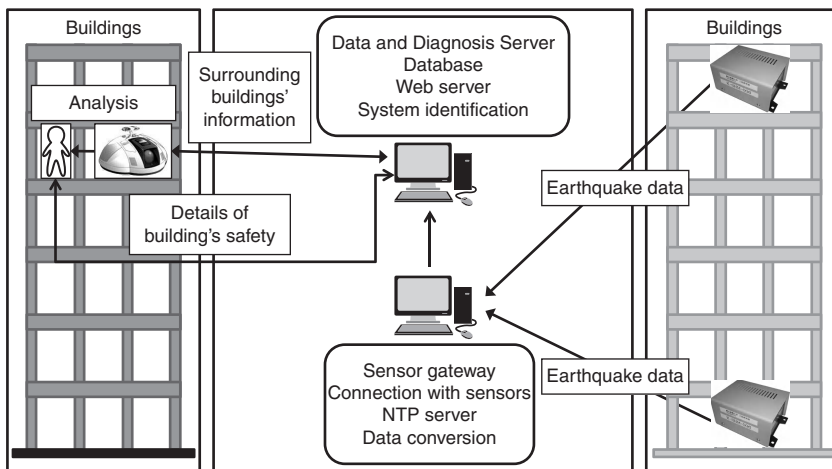 Buildings
Analysis
Surrounding
buildings'
information
Details of
building's safety
Data and Diagnosis Server
Database
Web server
System identification
Sensor gateway
Connection with sensors
NTP server
Data conversion
Buildings
Earthquake data
Earthquake data